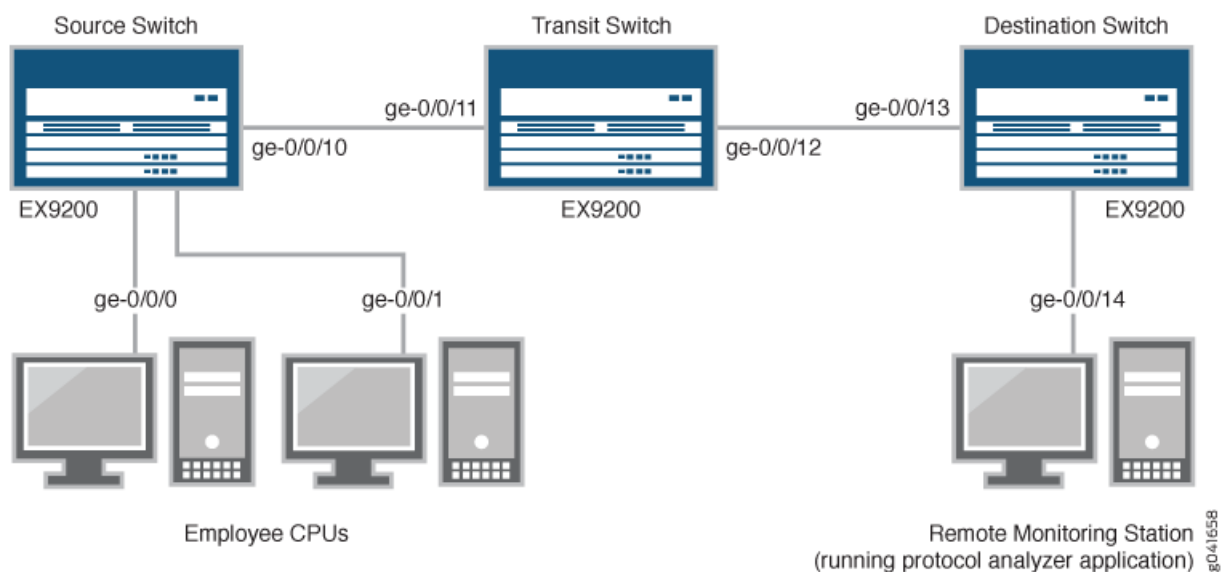 Source Switch
Transit Switch
Destination Switch
ge-0/0/11
ge-0/0/13
ge-0/0/10
ge-0/0/12
EX9200
EX9200
EX9200
ge-0/0/0
ge-0/0/1
ge-0/0/14
Employee CPUs
Remote Monitoring Station
(running protocol analyzer application)
g041658